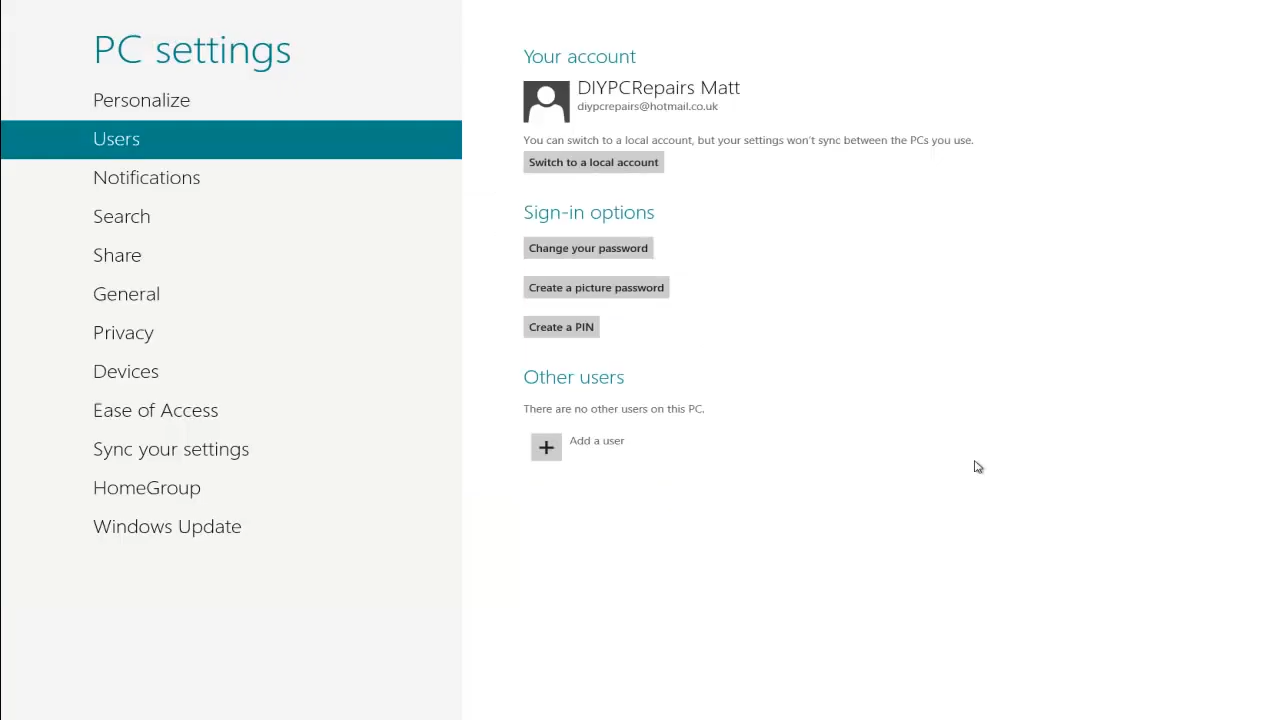 PC settings
Personalize
Users
Notifications
Search
Share
General
Privacy
Devices
Ease of Access
Sync your settings
HomeGroup
Windows Update
Your account
DIYPCRepairs Matt
diypcrepairs@hotmail.co.uk
You can switch to a local account, but your settings won't sync between the PCs you use.
Switch to a local account
Sign-in options
Change your password
Create a picture password
Create a PIN
Other users
There are no other users on this PC.
Add a user